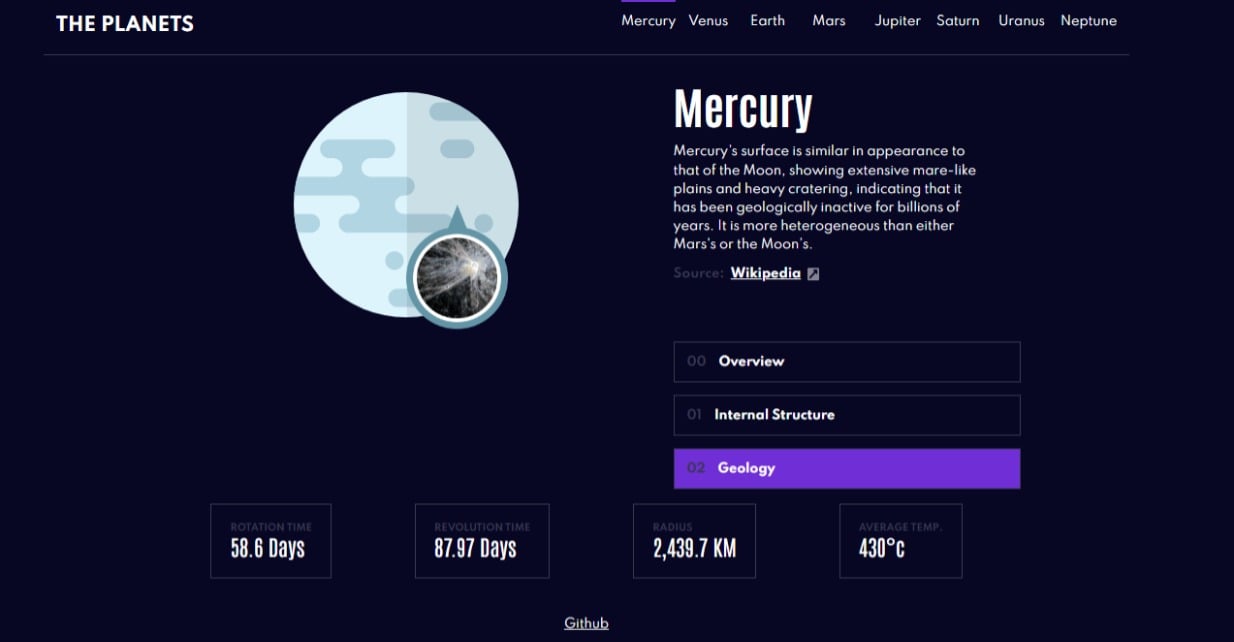 THE PLANETS
Mercury Venus Earth Mars Jupiter Saturn Uranus Neptune
Mercury
Mercury's surface is similar in appearance to
that of the Moon, showing extensive mare-like
plains and heavy cratering, indicating that it
has been geologically inactive for billions of
years. It is more heterogeneous than either
Mars's or the Moon's.
Source: Wikipedia
00 Overview
01 Internal Structure
02 Geology
ROTATION TIME
58.6 Days
REVOLUTION TIME
87.97 Days
RADIUS
2,439.7 KM
AVERAGE TEMP.
430°c
Github